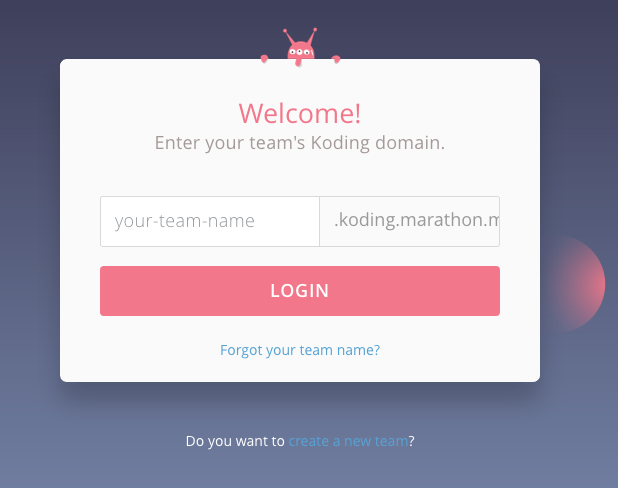 Welcome!
Enter your team's Koding domain.
your-team-name
.koding.marathon.m
LOGIN
Forgot your team name?
Do you want to create a new team?